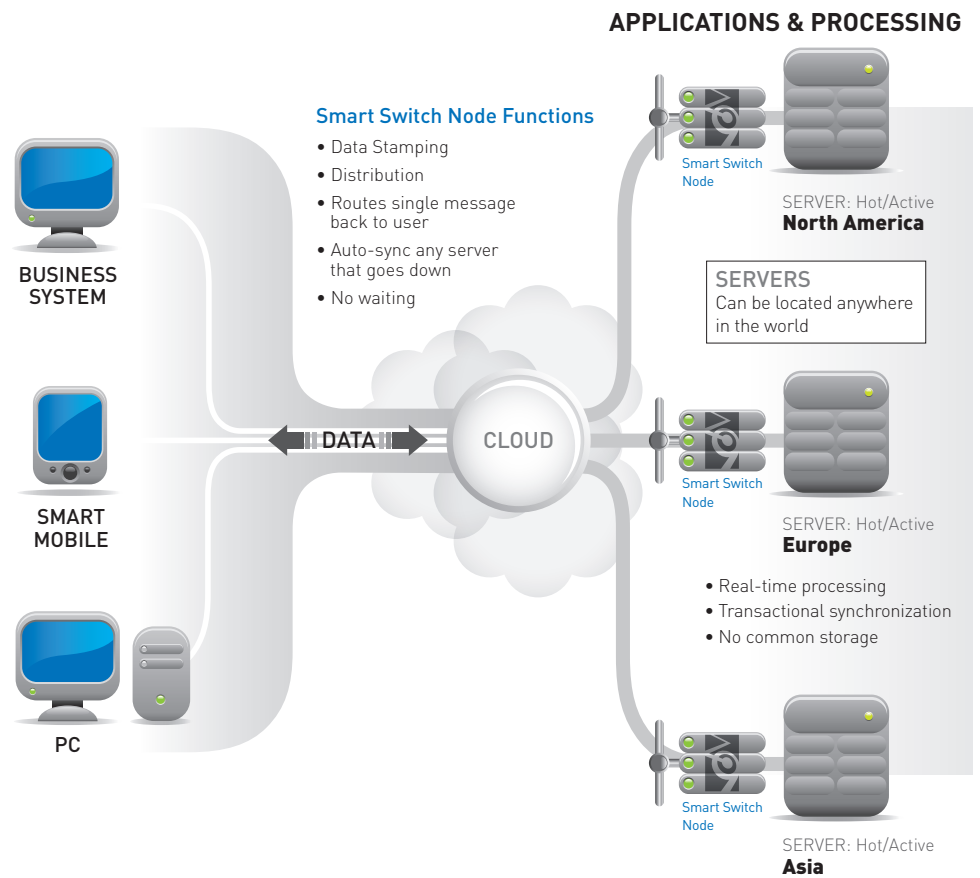 APPLICATIONS & PROCESSING
Smart Switch Node Functions
• Data Stamping
• Distribution
• Routes single message
back to user
• Auto-sync any server
that goes down
• No waiting
BUSINESS
SYSTEM
SMART
MOBILE
PC
DATA
CLOUD
Smart Switch
Node
SERVER: Hot/Active
North America
SERVERS
Can be located anywhere
in the world
Smart Switch
Node
SERVER: Hot/Active
Europe
• Real-time processing
• Transactional synchronization
• No common storage
Smart Switch
Node
SERVER: Hot/Active
Asia